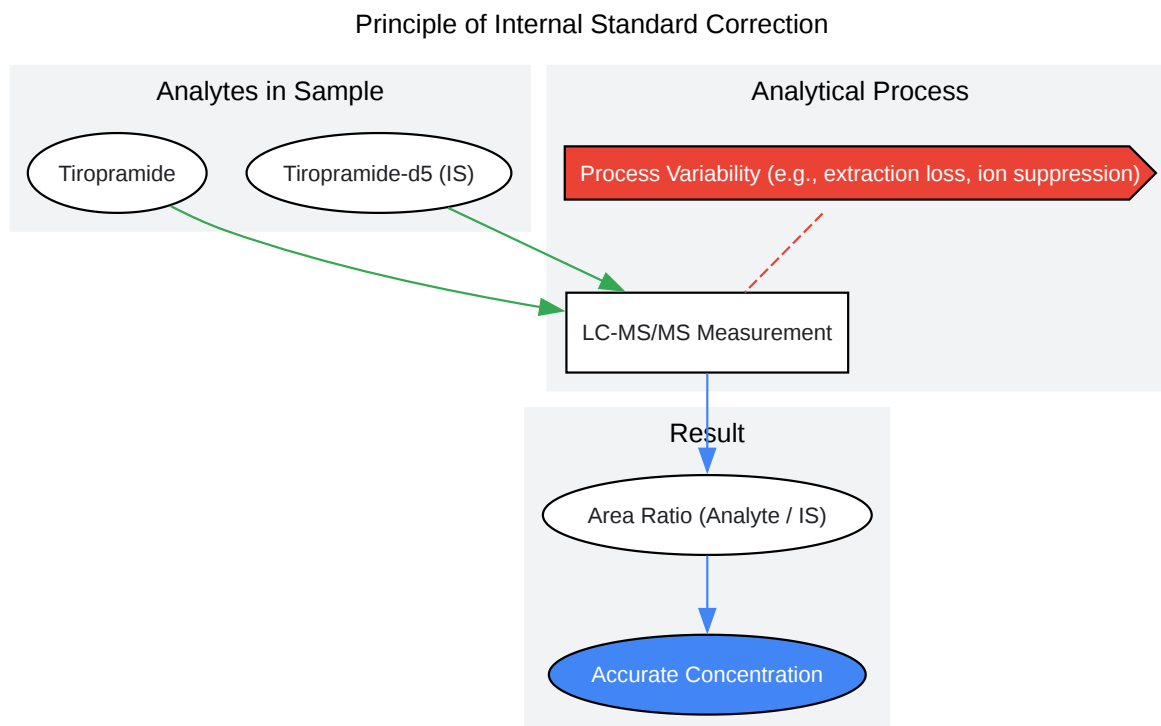 Principle of Internal Standard Correction
Analytes in Sample
Analytical Process
Tiropramide
Tiropramide-d5 (IS)
Process Variability (e.g., extraction loss, ion suppression)
LC-MS/MS Measurement
Result
Area Ratio (Analyte / IS)
Accurate Concentration